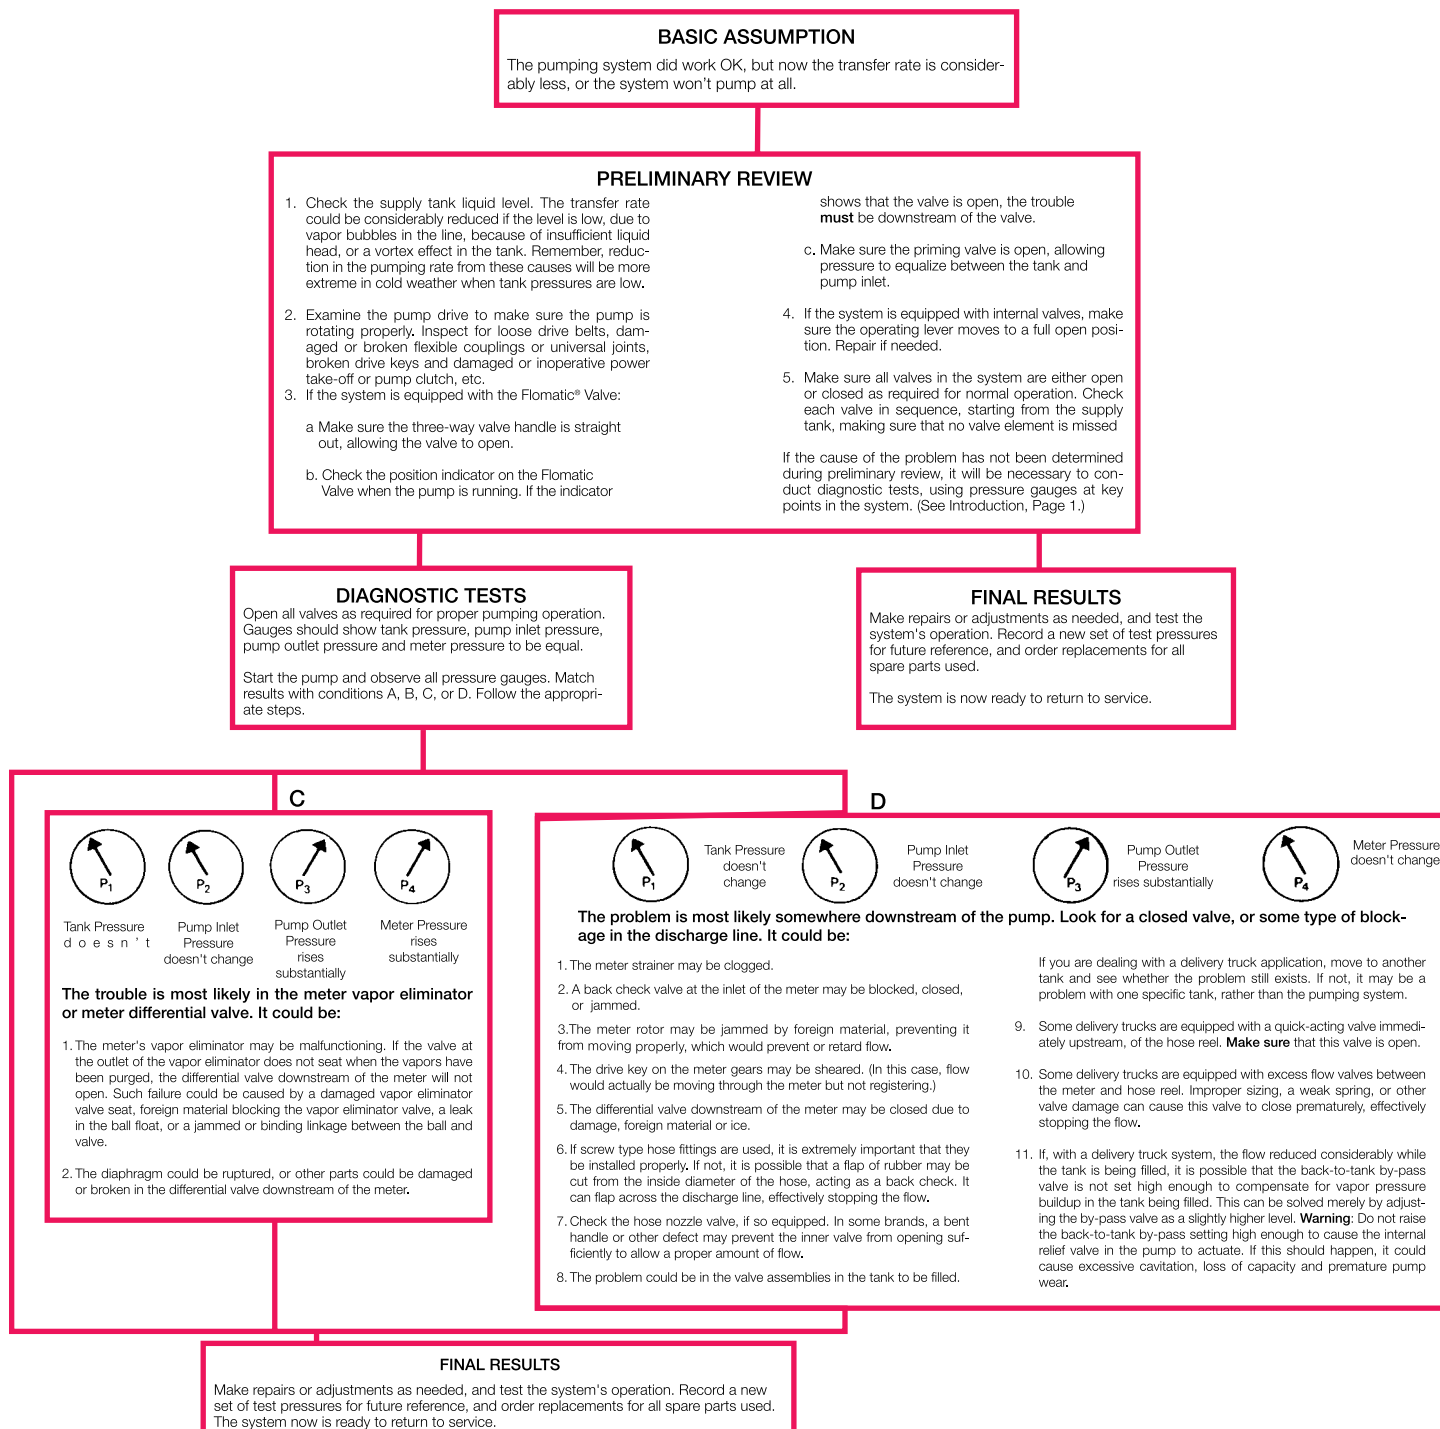 BASIC ASSUMPTION
The pumping system did work OK, but now the transfer rate is consider-
ably less, or the system won't pump at all.
PRELIMINARY REVIEW
1. Check the supply tank liquid level. The transfer rate
could be considerably reduced if the level is low, due to
vapor bubbles in the line, because of insufficient liquid
head, or a vortex effect in the tank. Remember, reduc-
tion in the pumping rate from these causes will be more
extreme in cold weather when tank pressures are low.
2. Examine the pump drive to make sure the pump is
rotating properly. Inspect for loose drive belts, dam-
aged or broken flexible couplings or universal joints,
broken drive keys and damaged or inoperative power
take-off or pump clutch, etc.
3. If the system is equipped with the Flomatic® Valve:
a Make sure the three-way valve handle is straight
out, allowing the valve to open.
b. Check the position indicator on the Flomatic
Valve when the pump is running. If the indicator
shows that the valve is open, the trouble
must be downstream of the valve.
c. Make sure the priming valve is open, allowing
pressure to equalize between the tank and
pump inlet.
4. If the system is equipped with internal valves, make
sure the operating lever moves to a full open posi-
tion. Repair if needed.
5. Make sure all valves in the system are either open
or closed as required for normal operation. Check
each valve in sequence, starting from the supply
tank, making sure that no valve element is missed
If the cause of the problem has not been determined
during preliminary review, it will be necessary to con-
duct diagnostic tests, using pressure gauges at key
points in the system. (See Introduction, Page 1.)
DIAGNOSTIC TESTS
Open all valves as required for proper pumping operation.
Gauges should show tank pressure, pump inlet pressure,
pump outlet pressure and meter pressure to be equal.
Start the pump and observe all pressure gauges. Match
results with conditions A, B, C, or D. Follow the appropri-
ate steps.
FINAL RESULTS
Make repairs or adjustments as needed, and test the
system's operation. Record a new set of test pressures
for future reference, and order replacements for all
spare parts used.
The system is now ready to return to service.
C
P1
P2
P3
P4
Tank Pressure
doesn't
Pump Inlet
Pressure
doesn't change
Pump Outlet
Pressure
rises
substantially
Meter Pressure
rises
substantially
The trouble is most likely in the meter vapor eliminator
or meter differential valve. It could be:
1. The meter's vapor eliminator may be malfunctioning. If the valve at
the outlet of the vapor eliminator does not seat when the vapors have
been purged, the differential valve downstream of the meter will not
open. Such failure could be caused by a damaged vapor eliminator
valve seat, foreign material blocking the vapor eliminator valve, a leak
in the ball float, or a jammed or binding linkage between the ball and
valve.
2. The diaphragm could be ruptured, or other parts could be damaged
or broken in the differential valve downstream of the meter.
D
P1
Tank Pressure
doesn't
change
P2
Pump Inlet
Pressure
doesn't change
P3
Pump Outlet
Pressure
rises substantially
P4
Meter Pressure
doesn't change
The problem is most likely somewhere downstream of the pump. Look for a closed valve, or some type of block-
age in the discharge line. It could be:
1. The meter strainer may be clogged.
2. A back check valve at the inlet of the meter may be blocked, closed,
or jammed.
3.The meter rotor may be jammed by foreign material, preventing it
from moving properly, which would prevent or retard flow.
4. The drive key on the meter gears may be sheared. (In this case, flow
would actually be moving through the meter but not registering.)
5. The differential valve downstream of the meter may be closed due to
damage, foreign material or ice.
6. If screw type hose fittings are used, it is extremely important that they
be installed properly. If not, it is possible that a flap of rubber may be
cut from the inside diameter of the hose, acting as a back check. It
can flap across the discharge line, effectively stopping the flow.
7. Check the hose nozzle valve, if so equipped. In some brands, a bent
handle or other defect may prevent the inner valve from opening suf-
ficiently to allow a proper amount of flow.
8. The problem could be in the valve assemblies in the tank to be filled.
If you are dealing with a delivery truck application, move to another
tank and see whether the problem still exists. If not, it may be a
problem with one specific tank, rather than the pumping system.
9. Some delivery trucks are equipped with a quick-acting valve immedi-
ately upstream, of the hose reel. Make sure that this valve is open.
10. Some delivery trucks are equipped with excess flow valves between
the meter and hose reel. Improper sizing, a weak spring, or other
valve damage can cause this valve to close prematurely, effectively
stopping the flow.
11. If, with a delivery truck system, the flow reduced considerably while
the tank is being filled, it is possible that the back-to-tank by-pass
valve is not set high enough to compensate for vapor pressure
buildup in the tank being filled. This can be solved merely by adjust-
ing the by-pass valve as a slightly higher level. Warning: Do not raise
the back-to-tank by-pass setting high enough to cause the internal
relief valve in the pump to actuate. If this should happen, it could
cause excessive cavitation, loss of capacity and premature pump
wear.
FINAL RESULTS
Make repairs or adjustments as needed, and test the system's operation. Record a new
set of test pressures for future reference, and order replacements for all spare parts used.
The system now is ready to return to service.